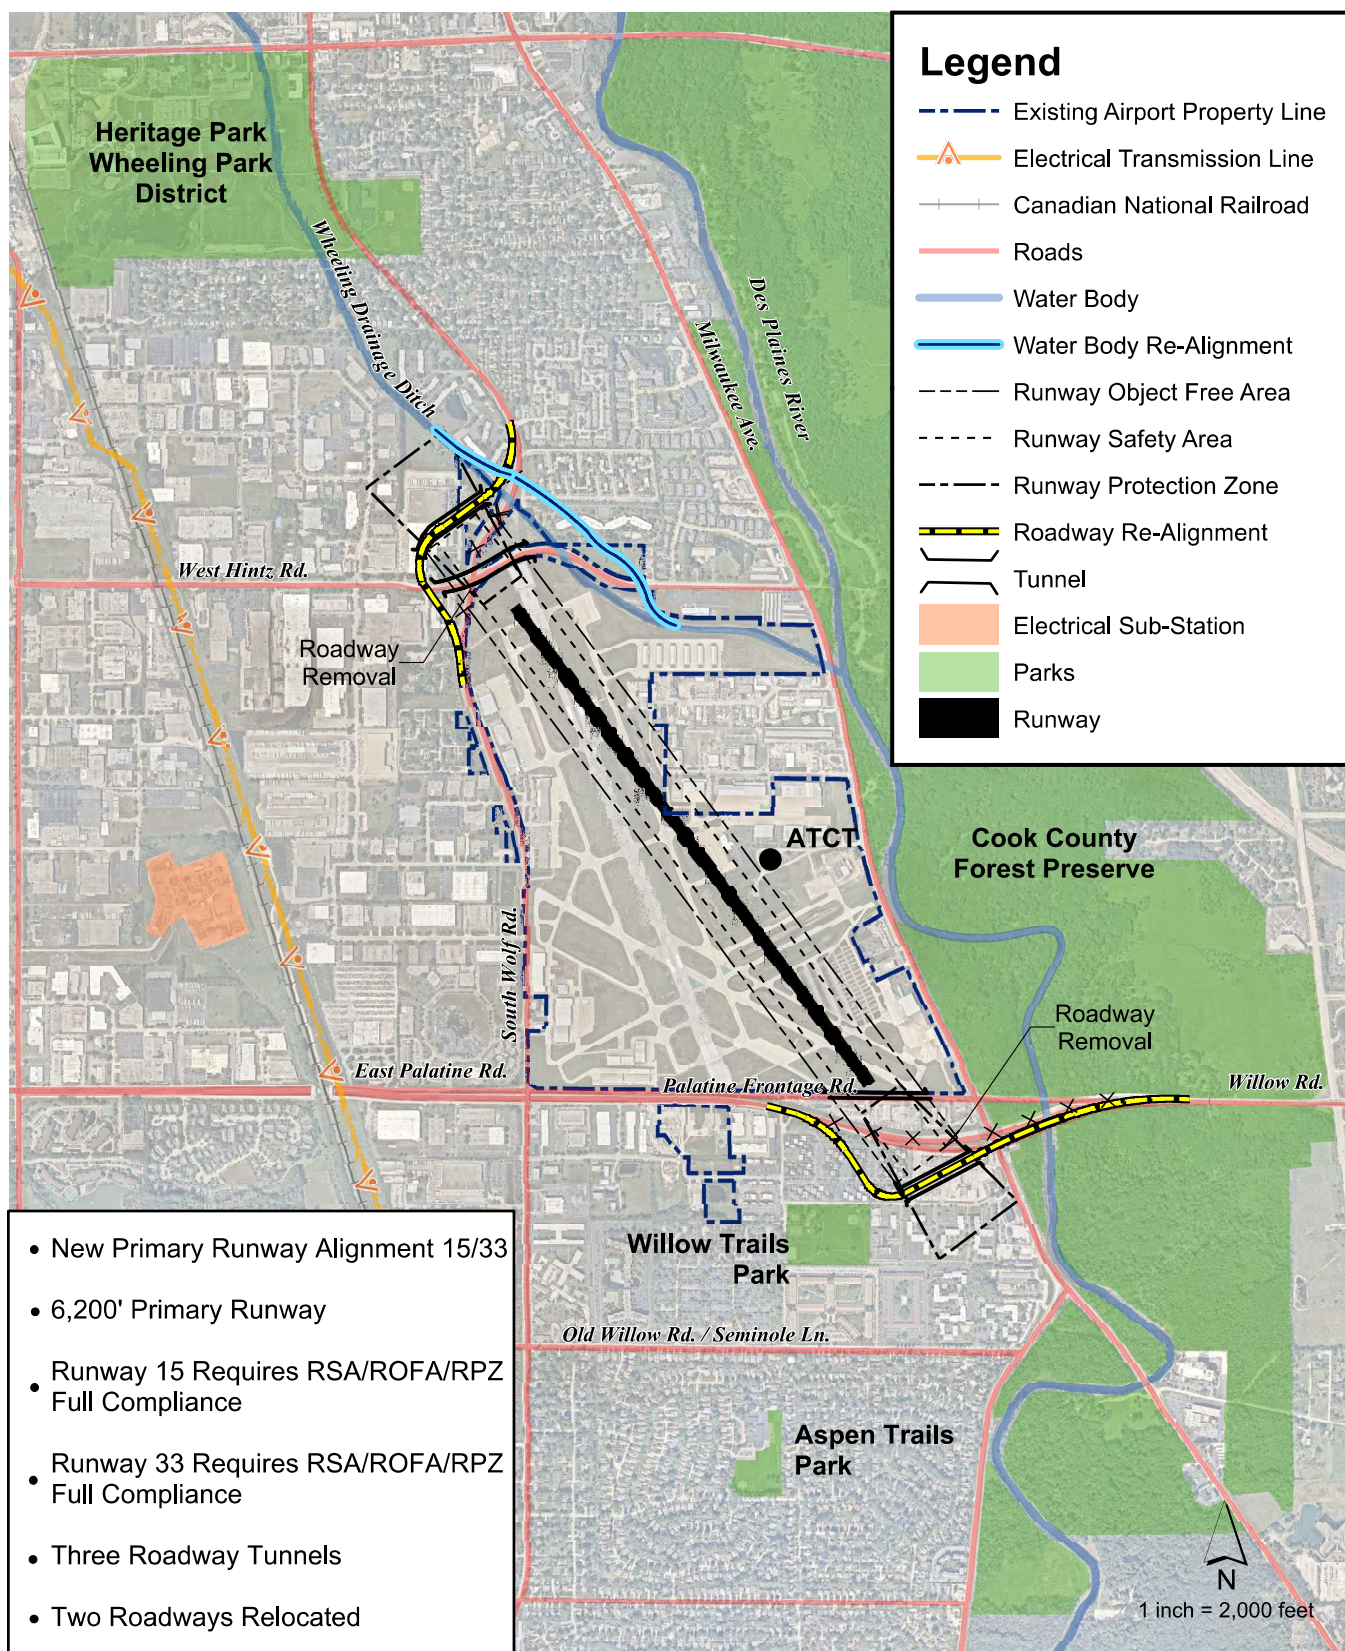 Legend
Existing Airport Property Line
Electrical Transmission Line
Canadian National Railroad
Roads
Water Body
Water Body Re-Alignment
Runway Object Free Area
Runway Safety Area
Runway Protection Zone
Roadway Re-Alignment
Tunnel
Electrical Sub-Station
Parks
Runway
Heritage Park
Wheeling Park
District
Wheeling Drainage Ditch
Des Plaines River
Milwaukee Ave.
West Hintz Rd.
Roadway
Removal
ATCT
Cook County
Forest Preserve
South Wolf Rd.
Roadway
Removal
East Palatine Rd.
Palatine Frontage Rd.
Willow Rd.
Willow Trails
Park
Old Willow Rd. / Seminole Ln.
Aspen Trails
Park
• New Primary Runway Alignment 15/33
• 6,200' Primary Runway
• Runway 15 Requires RSA/ROFA/RPZ
Full Compliance
• Runway 33 Requires RSA/ROFA/RPZ
Full Compliance
• Three Roadway Tunnels
• Two Roadways Relocated
N
1 inch = 2,000 feet